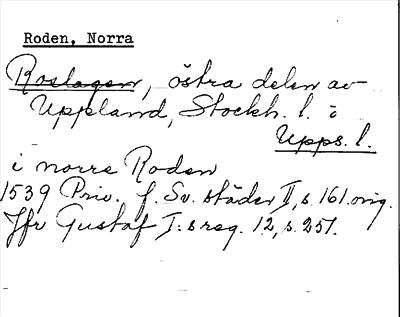 Roden, Norra
Roslagen, östra delen av
Uppland, Stockh. l. o
Upps. l.
i norre Roden
1539 Priv. f. Sv. städer II, s. 161. orig.
Jfr Gustaf I:s reg. 12, s. 257.